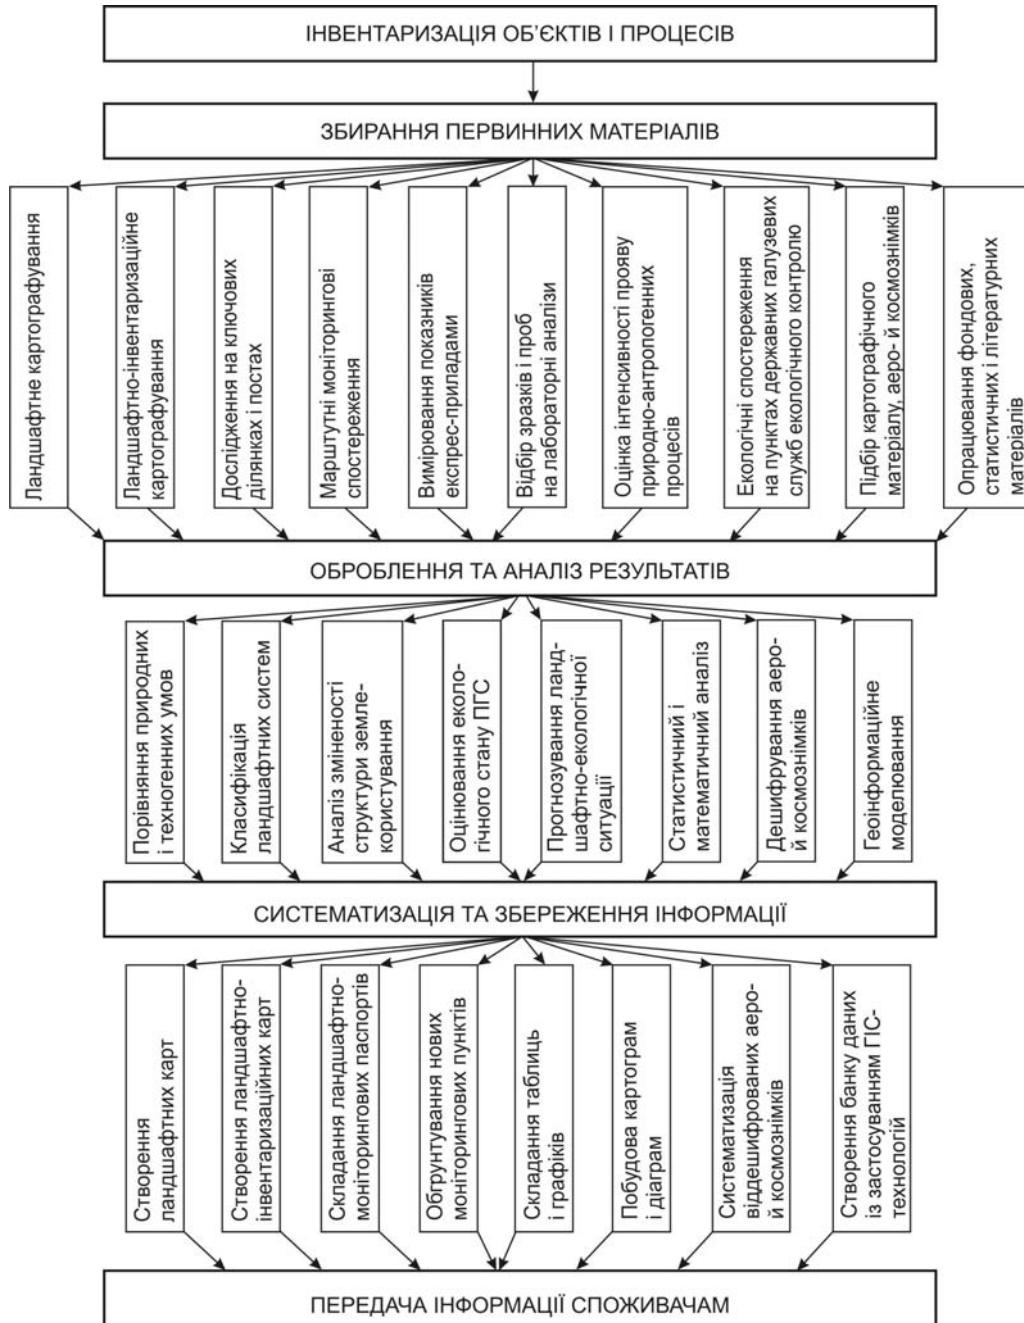 ІНВЕНТАРИЗАЦІЯ ОБ’ЄКТІВ І ПРОЦЕСІВ
ЗБИРАННЯ ПЕРВИННИХ МАТЕРІАЛІВ
Ландшафтне картографування
Ландшафтно-інвентаризаційне
картографування
Дослідження на ключових
ділянках і постах
Маршрутні моніторингові
спостереження
Вимірювання показників
експрес-приладами
Відбір зразків і проб
на лабораторні аналізи
Оцінка інтенсивності прояву
природно-антропогенних
процесів
Екологічні спостереження
на пунктах державних галузевих
служб екологічного контролю
Підбір картографічного
матеріалу, аеро- й космознімків
Опрацювання фондових,
статистичних і літературних
матеріалів
ОБРОБЛЕННЯ ТА АНАЛІЗ РЕЗУЛЬТАТІВ
Порівняння природних
і техногенних умов
Класифікація
ландшафтних систем
Аналіз зміненості
структури земле-
користування
Оцінювання еколо-
гічного стану ПГС
Прогнозування ланд-
шафтно-екологічної
ситуації
Статистичний і
математичний аналіз
Дешифрування аеро-
й космознімків
Геоінформаційне
моделювання
СИСТЕМАТИЗАЦІЯ ТА ЗБЕРЕЖЕННЯ ІНФОРМАЦІЇ
Створення
ландшафтних карт
Створення ландшафтно-
інвентаризаційних карт
Складання ландшафтно-
моніторингових паспортів
Обгрунтування нових
моніторингових пунктів
Складання таблиць
і графіків
Побудова картограм
і діаграм
Систематизація
віддешифрованих аеро-
й космознімків
Створення банку даних
із застосуванням ГІС-
технологій
ПЕРЕДАЧА ІНФОРМАЦІЇ СПОЖИВАЧАМ